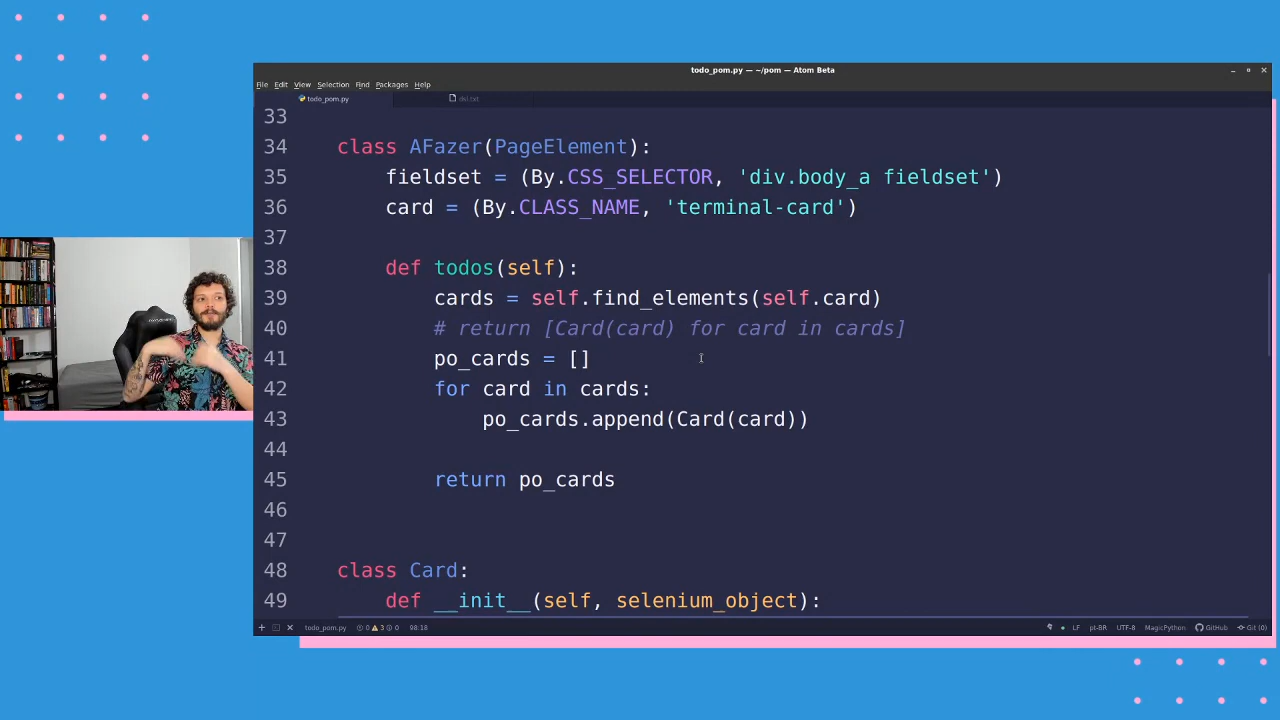 todo_pom.py — ~/pom — Atom Beta
File Edit View Selection Find Packages Help
todo_pom.py
33
34 class AFazer(PageElement):
35 fieldset = (By.CSS_SELECTOR, 'div.body_a fieldset')
36 card = (By.CLASS_NAME, 'terminal-card')
37
38 def todos(self):
39 cards = self.find_elements(self.card)
40 # return [Card(card) for card in cards]
41 po_cards = []
42 for card in cards:
43 po_cards.append(Card(card))
44
45 return po_cards
46
47
48 class Card:
49 def __init__(self, selenium_object):
todo_pom.py 0 3 0 98:18 LF pt-BR UTF-8 MagicPython GitHub Git (0)